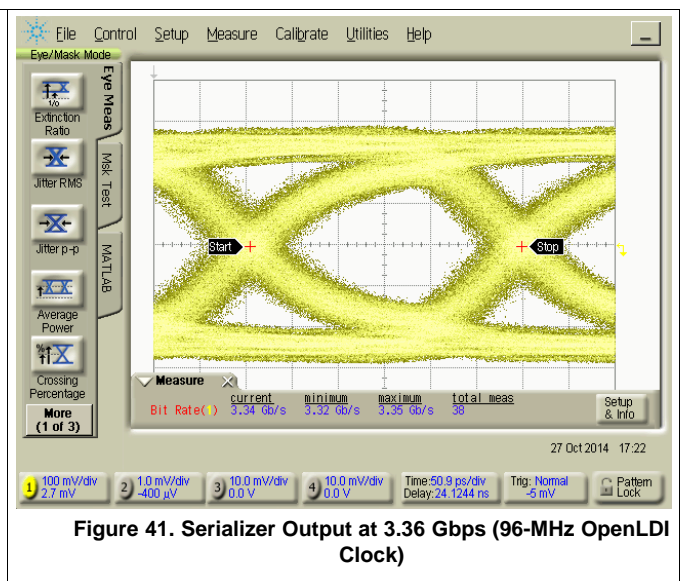 File Control Setup Measure Calibrate Utilities Help
Eye/Mask Mode
Extinction
Ratio
Jitter RMS
Jitter p-p
Average
Power
Crossing
Percentage
More
(1 of 3)
Eye Meas
Msk Test
MATLAB
Start
Stop
Measure
current minimum maximum total meas
Bit Rate(1) 3.34 Gb/s 3.32 Gb/s 3.35 Gb/s 38
Setup
& Info
27 Oct 2014 17:22
1 100 mV/div
2.7 mV
2 1.0 mV/div
-400 µV
3 10.0 mV/div
0.0 V
4 10.0 mV/div
0.0 V
Time:50.9 ps/div
Delay:24.1244 ns
Trig: Normal
-5 mV
Pattern
Lock
Figure 41. Serializer Output at 3.36 Gbps (96-MHz OpenLDI
Clock)